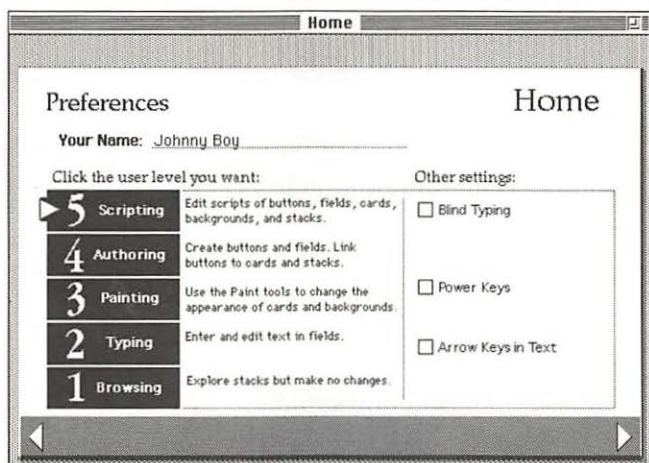 Home
Preferences
Home
Your Name: Johnny Boy
Click the user level you want:
Other settings:
5 Scripting
Edit scripts of buttons, fields, cards,
backgrounds, and stacks.
Blind Typing
4 Authoring
Create buttons and fields. Link
buttons to cards and stacks.
3 Painting
Use the Paint tools to change the
appearance of cards and backgrounds.
Power Keys
2 Typing
Enter and edit text in fields.
Arrow Keys in Text
1 Browsing
Explore stacks but make no changes.